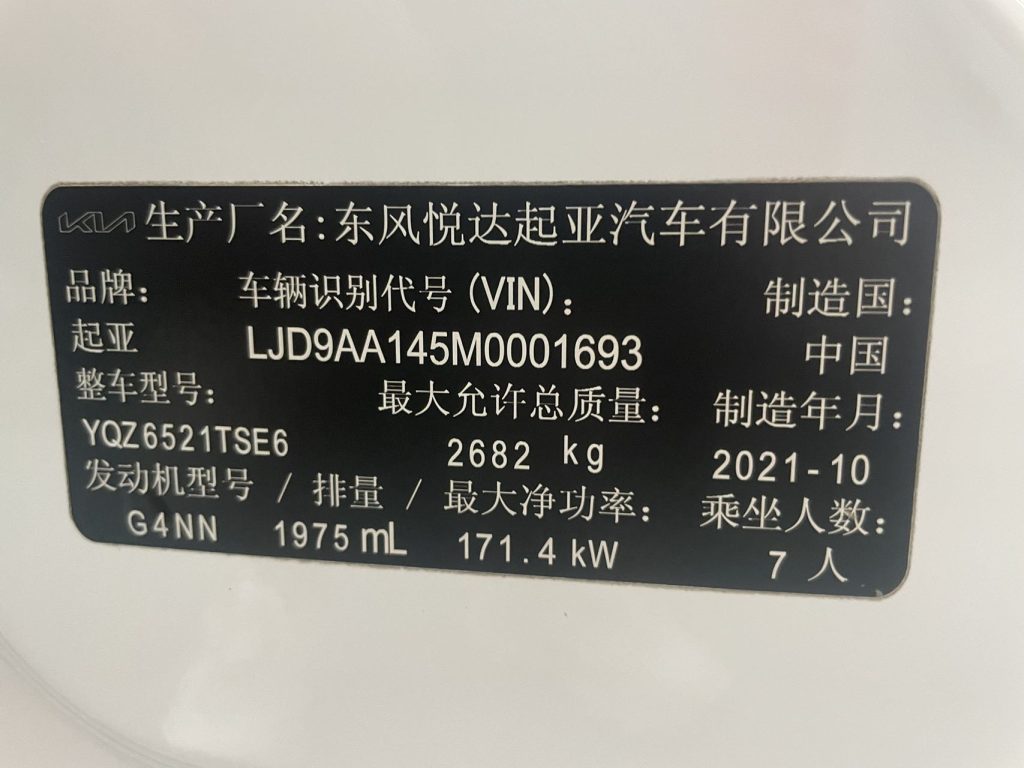 KIA 生产厂名:东风悦达起亚汽车有限公司
品牌: 车辆识别代号(VIN): 制造国:
起亚 LJD9AA145M0001693 中国
整车型号: 最大允许总质量: 制造年月:
YQZ6521TSE6 2682 kg 2021-10
发动机型号 / 排量 / 最大净功率: 乘坐人数:
G4NN 1975 mL 171.4 kW 7 人